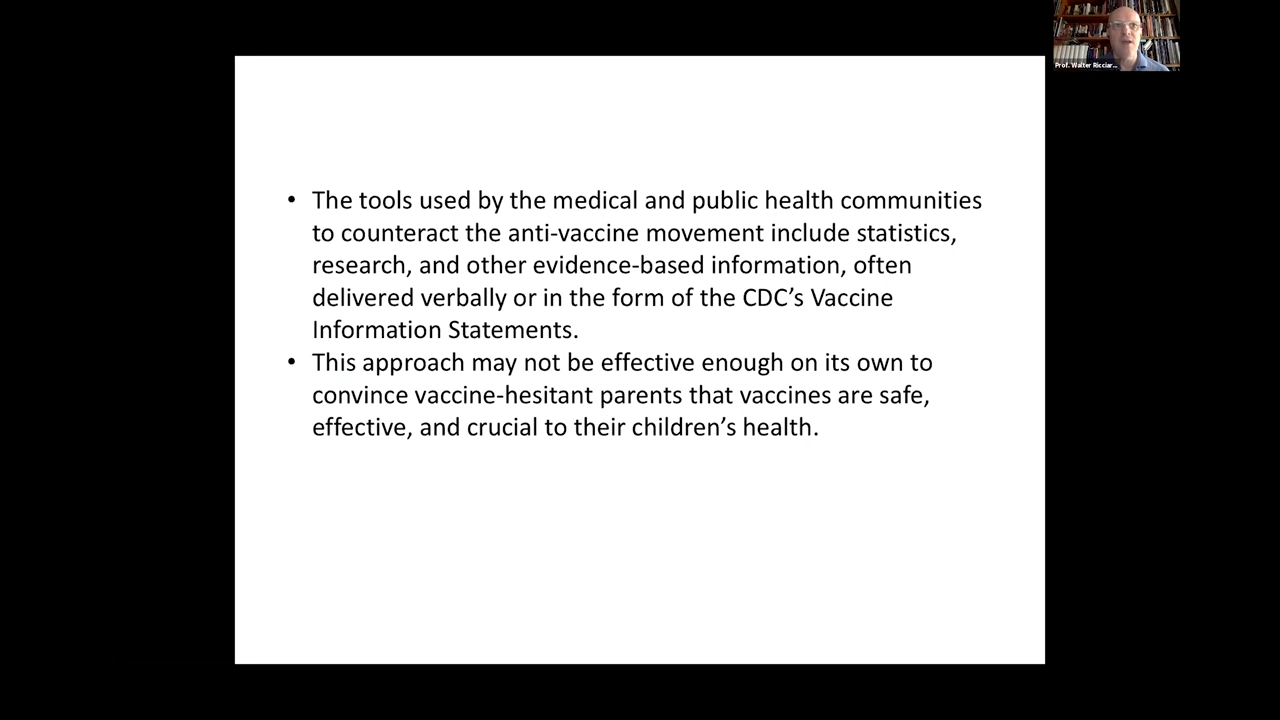 Prof. Walter Ricciar...
• The tools used by the medical and public health communities
to counteract the anti-vaccine movement include statistics,
research, and other evidence-based information, often
delivered verbally or in the form of the CDC’s Vaccine
Information Statements.
• This approach may not be effective enough on its own to
convince vaccine-hesitant parents that vaccines are safe,
effective, and crucial to their children’s health.